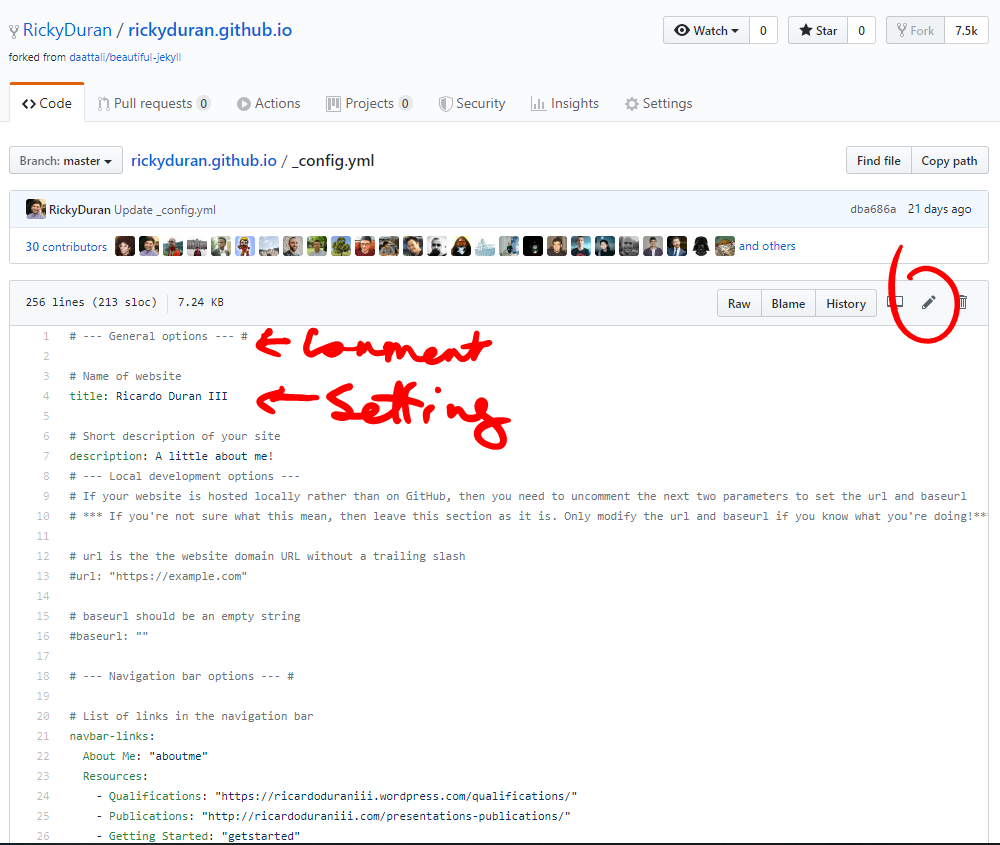 RickyDuran / rickyduran.github.io
Watch 0 Star 0 Fork 7.5k
forked from daattali/beautiful-jekyll
Code Pull requests 0 Actions Projects 0 Security Insights Settings
Branch: master rickyduran.github.io / _config.yml Find file Copy path
RickyDuran Update _config.yml dba686a 21 days ago
30 contributors and others
256 lines (213 sloc) 7.24 KB Raw Blame History
1 # --- General options --- # ← Comment
2
3 # Name of website
4 title: Ricardo Duran III ← Setting
5
6 # Short description of your site
7 description: A little about me!
8 # --- Local development options ---
9 # If your website is hosted locally rather than on GitHub, then you need to uncomment the next two parameters to set the url and baseurl
10 # *** If you're not sure what this mean, then leave this section as it is. Only modify the url and baseurl if you know what you're doing!**
11
12 # url is the the website domain URL without a trailing slash
13 #url: "https://example.com"
14
15 # baseurl should be an empty string
16 #baseurl: ""
17
18 # --- Navigation bar options --- #
19
20 # List of links in the navigation bar
21 navbar-links:
22 About Me: "aboutme"
23 Resources:
24 - Qualifications: "https://ricardoduraniii.wordpress.com/qualifications/"
25 - Publications: "http://ricardoduraniii.com/presentations-publications/"
26 - Getting Started: "getstarted"